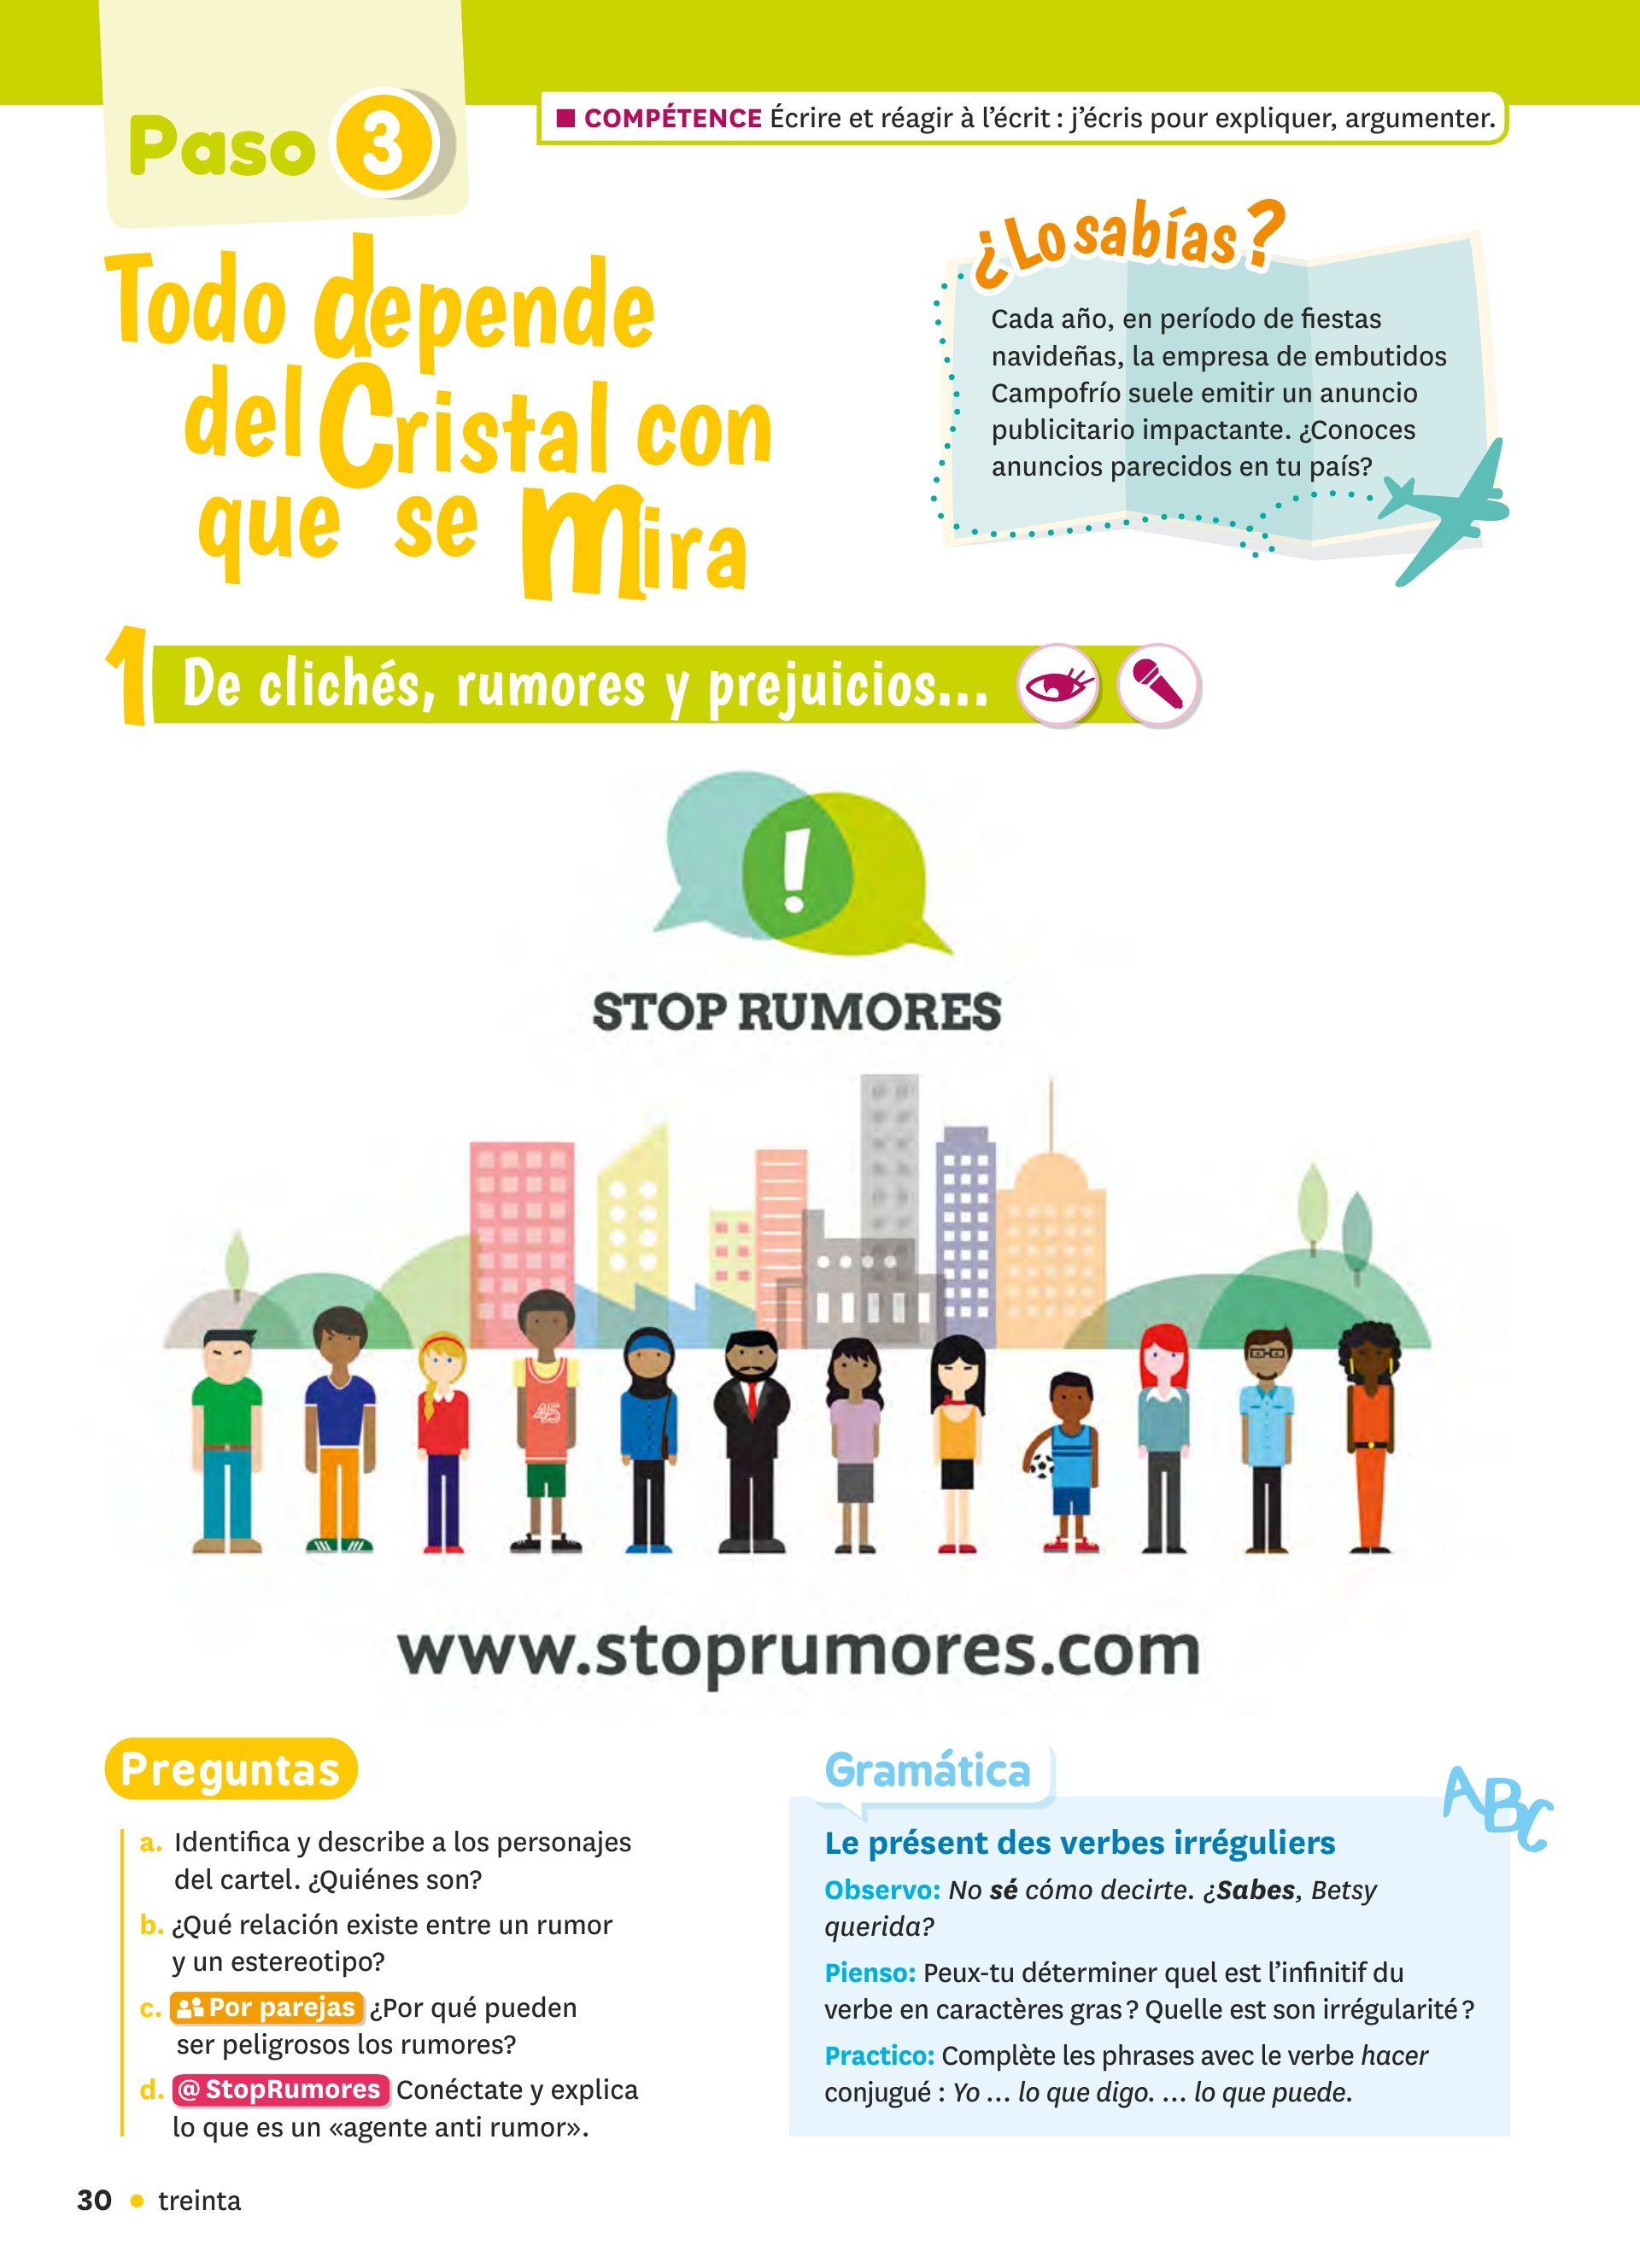 Paso 3
■ COMPÉTENCE Écrire et réagir à l'écrit : j'écris pour expliquer, argumenter.
Todo depende
del Cristal con
que se mira
¿Lo sabías?
Cada año, en período de fiestas
navideñas, la empresa de embutidos
Campofrío suele emitir un anuncio
publicitario impactante. ¿Conoces
anuncios parecidos en tu país?
1 De clichés, rumores y prejuicios...
!
STOP RUMORES
45
www.stoprumores.com
Preguntas
a. Identifica y describe a los personajes
del cartel. ¿Quiénes son?
b. ¿Qué relación existe entre un rumor
y un estereotipo?
c. Por parejas ¿Por qué pueden
ser peligrosos los rumores?
d. @ StopRumores Conéctate y explica
lo que es un «agente anti rumor».
Gramática
ABC
Le présent des verbes irréguliers
Observo: No sé cómo decirte. ¿Sabes, Betsy
querida?
Pienso: Peux-tu déterminer quel est l'infinitif du
verbe en caractères gras ? Quelle est son irrégularité ?
Practico: Complète les phrases avec le verbe hacer
conjugué : Yo ... lo que digo. ... lo que puede.
30 • treinta